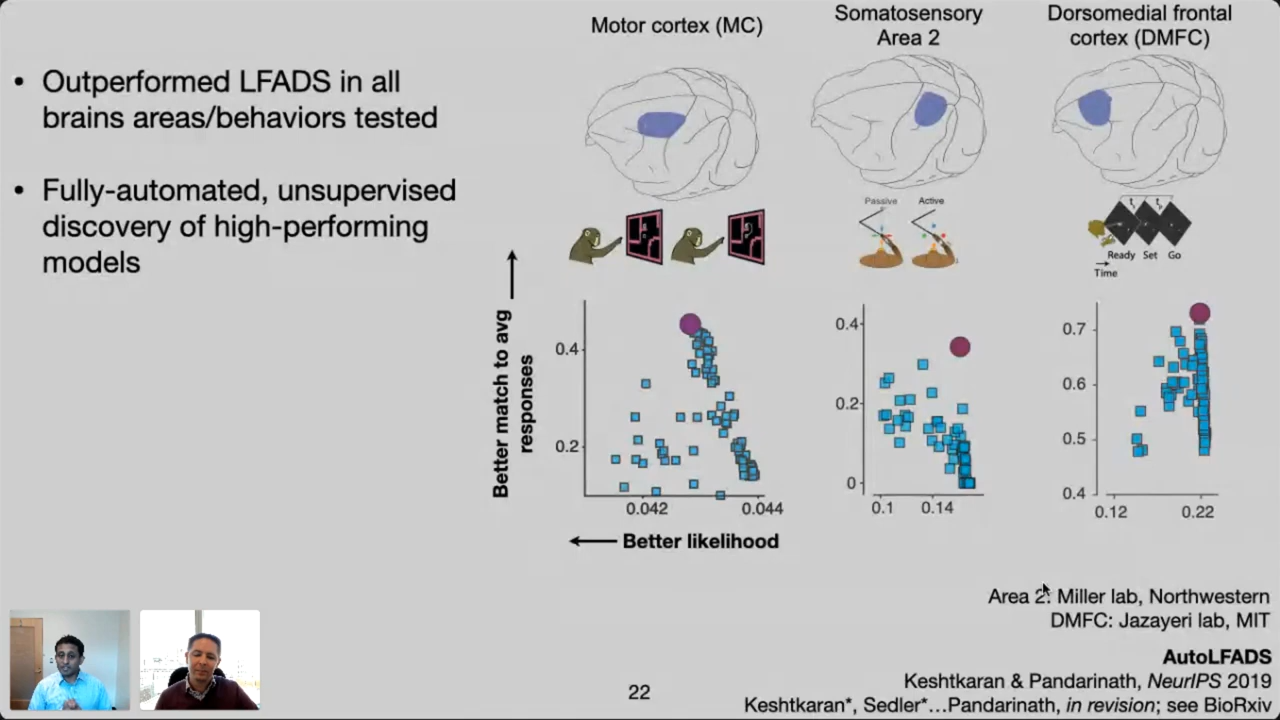 Motor cortex (MC)
Somatosensory
Area 2
Dorsomedial frontal
cortex (DMFC)
• Outperformed LFADS in all
brains areas/behaviors tested
• Fully-automated, unsupervised
discovery of high-performing
models
Passive
Active
Ready Set Go
Time
Better match to avg
responses
0.4
0.2
0.042
0.044
0.4
0.2
0
0.1
0.14
0.7
0.6
0.5
0.4
0.12
0.22
Better likelihood
Area 2: Miller lab, Northwestern
DMFC: Jazayeri lab, MIT
AutoLFADS
Keshtkaran & Pandarinath, NeurIPS 2019
Keshtkaran*, Sedler*…Pandarinath, in revision; see BioRxiv
22